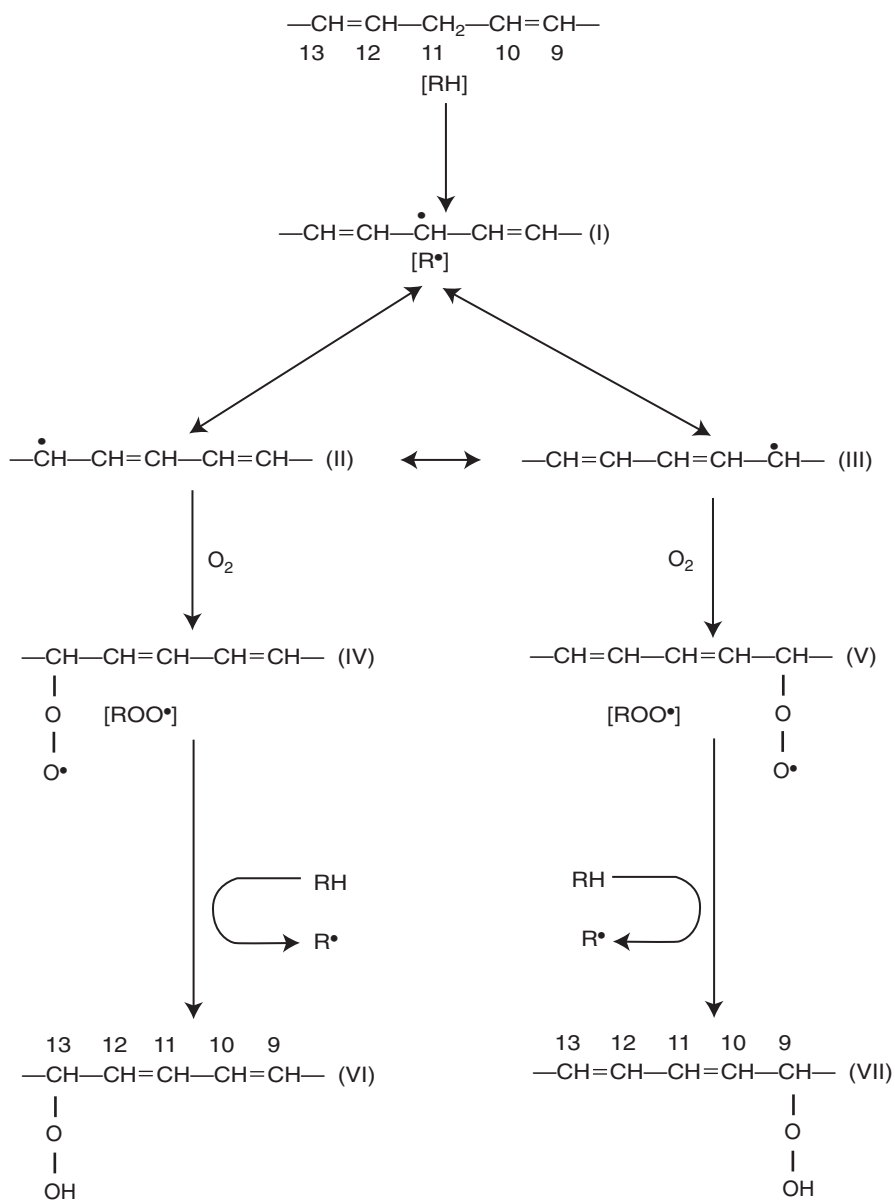 —CH=CH—CH₂—CH=CH—
13 12 11 10 9
[RH]
—CH=CH—ĊH—CH=CH— (I)
[R•]
—ĊH—CH=CH—CH=CH— (II)
—CH=CH—CH=CH—ĊH— (III)
O₂
O₂
—CH—CH=CH—CH=CH— (IV)
O
O•
[ROO•]
—CH=CH—CH=CH—CH— (V)
[ROO•]
O
O•
RH
R•
RH
R•
13 12 11 10 9
—CH—CH=CH—CH=CH— (VI)
O
OH
13 12 11 10 9
—CH=CH—CH=CH—CH— (VII)
O
OH